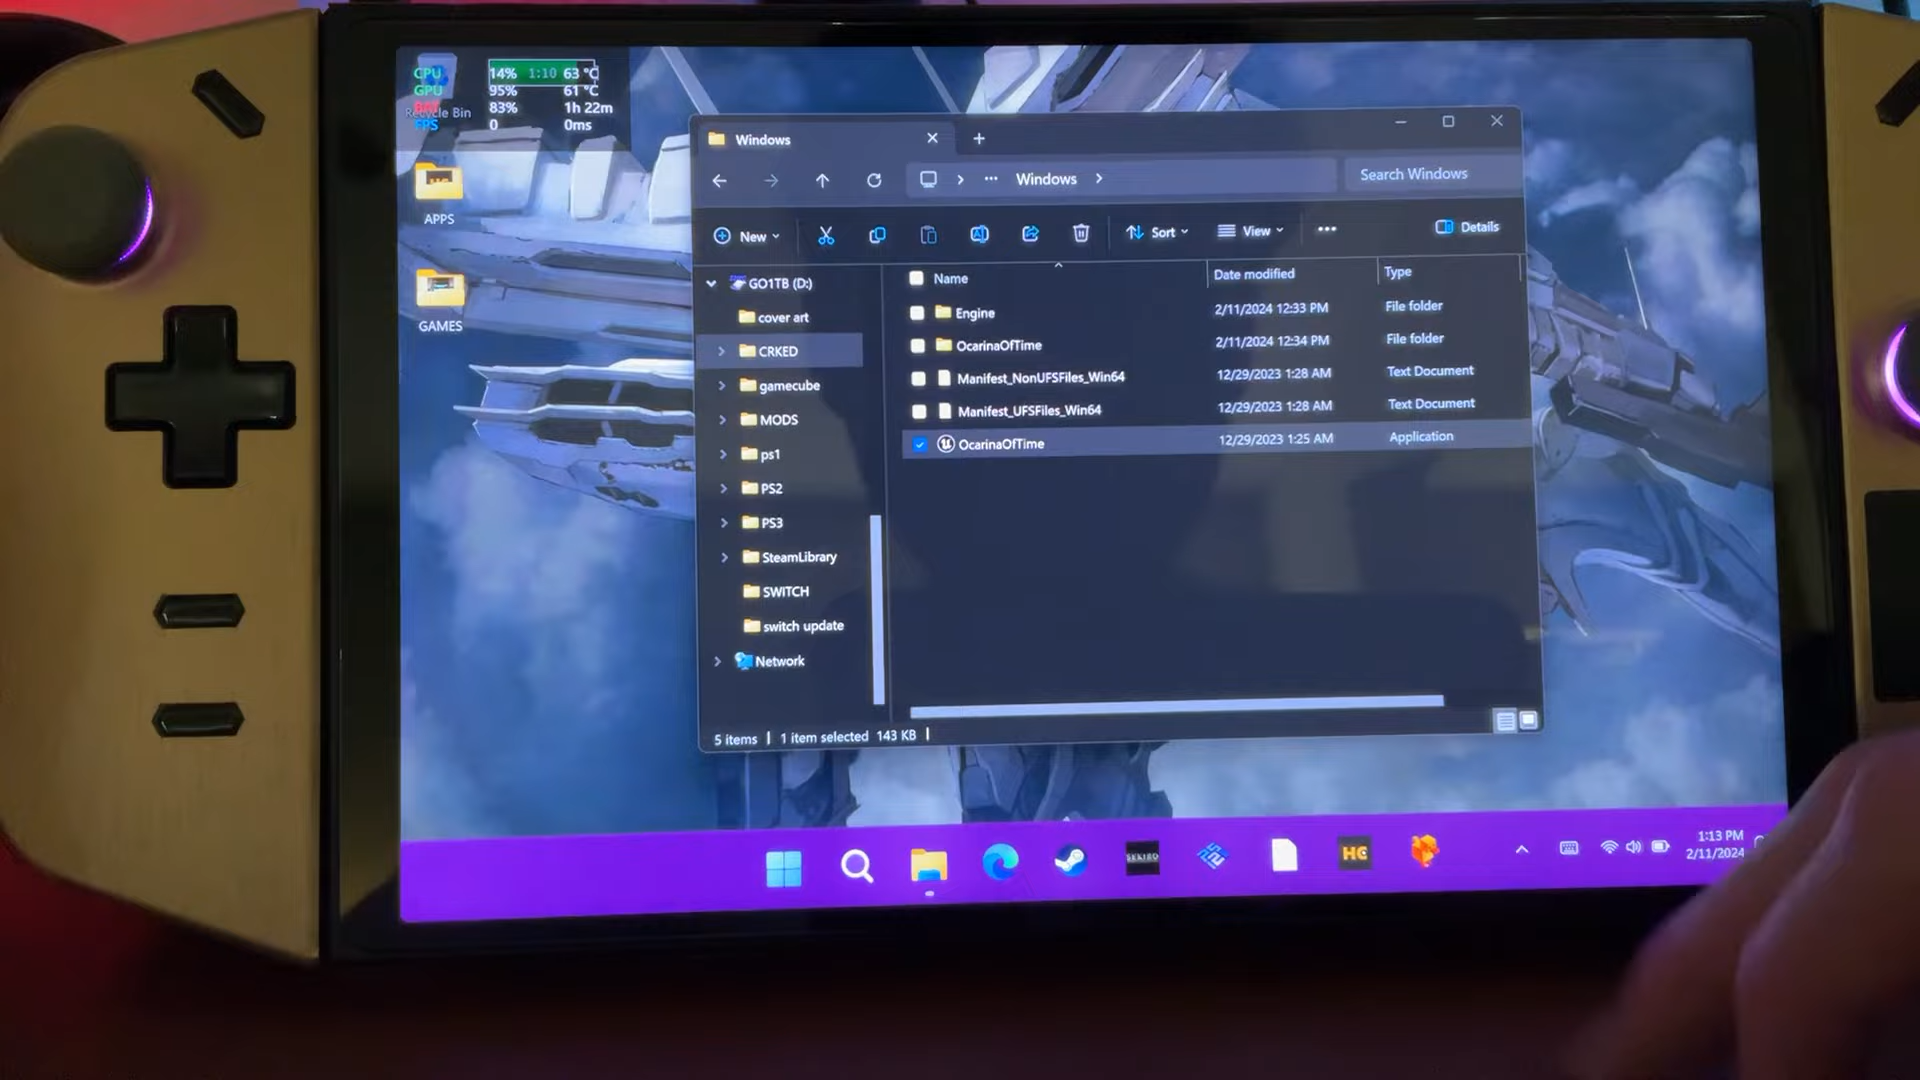 CPU 14% 1:10 63 °C
GPU 95% 61 °C
83% 1h 22m
FPS 0 0ms
Recycle Bin
APPS
GAMES
Windows
Windows
Search Windows
New
Sort
View
Details
Name Date modified Type
GO1TB (D:)
cover art
CRKED
gamecube
MODS
ps1
PS2
PS3
SteamLibrary
SWITCH
switch update
Network
Engine 2/11/2024 12:33 PM File folder
OcarinaOfTime 2/11/2024 12:34 PM File folder
Manifest_NonUFSFiles_Win64 12/29/2023 1:28 AM Text Document
Manifest_UFSFiles_Win64 12/29/2023 1:28 AM Text Document
OcarinaOfTime 12/29/2023 1:25 AM Application
5 items 1 item selected 143 KB
SEKIRO
HC
1:13 PM
2/11/2024